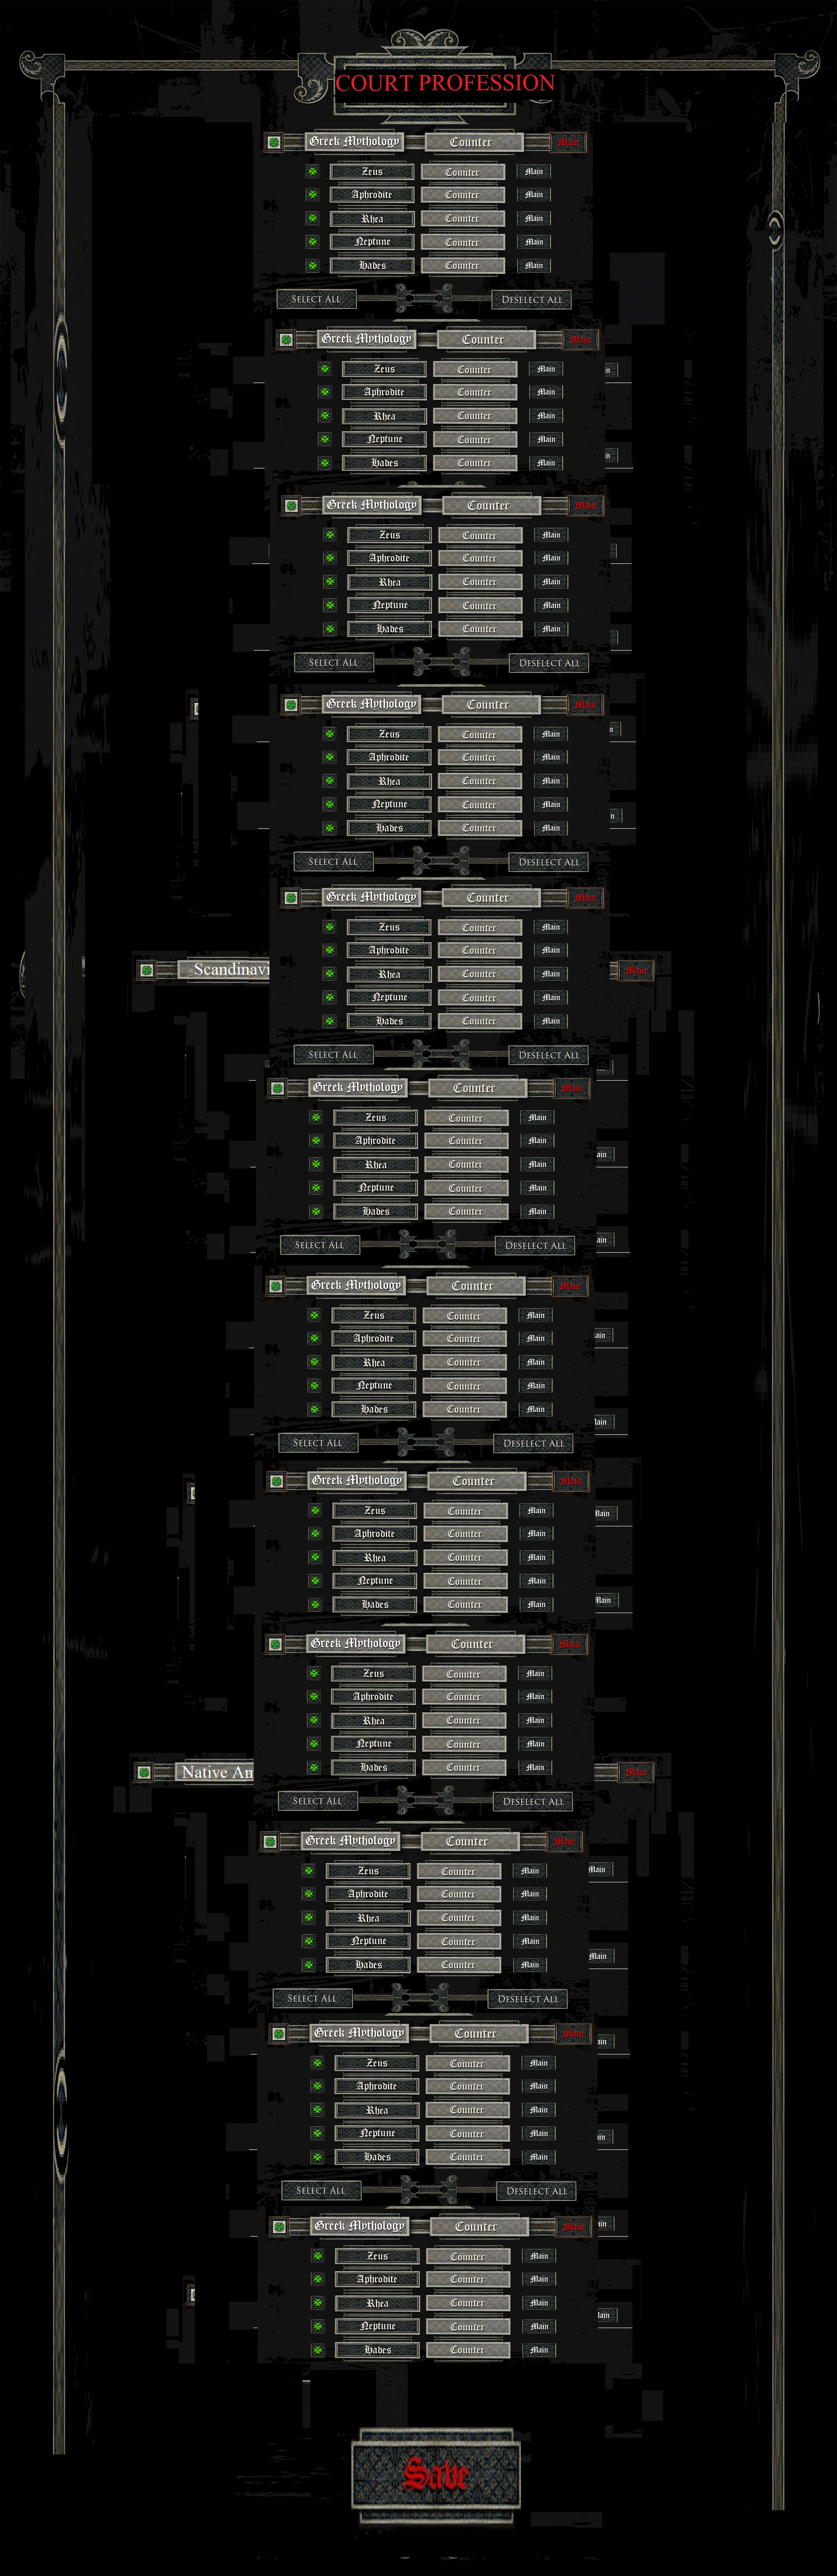 COURT PROFESSION
Greek Mythology Counter Main
Zeus Counter Main
Aphrodite Counter Main
Rhea Counter Main
Neptune Counter Main
Hades Counter Main
SELECT ALL DESELECT ALL
Greek Mythology Counter Main
Zeus Counter Main
Aphrodite Counter Main
Rhea Counter Main
Neptune Counter Main
Hades Counter Main
Greek Mythology Counter Main
Zeus Counter Main
Aphrodite Counter Main
Rhea Counter Main
Neptune Counter Main
Hades Counter Main
SELECT ALL DESELECT ALL
Greek Mythology Counter Main
Zeus Counter Main
Aphrodite Counter Main
Rhea Counter Main
Neptune Counter Main
Hades Counter Main
SELECT ALL DESELECT ALL
Greek Mythology Counter Main
Zeus Counter Main
Aphrodite Counter Main
Scandinavi Rhea Counter Main Main
Neptune Counter Main
Hades Counter Main
SELECT ALL DESELECT ALL
Greek Mythology Counter Main
Zeus Counter Main
Aphrodite Counter Main
Rhea Counter Main
Neptune Counter Main
Hades Counter Main
SELECT ALL DESELECT ALL
Greek Mythology Counter Main
Zeus Counter Main
Aphrodite Counter Main
Rhea Counter Main
Neptune Counter Main
Hades Counter Main
SELECT ALL DESELECT ALL
Greek Mythology Counter Main
Zeus Counter Main
Aphrodite Counter Main
Rhea Counter Main
Neptune Counter Main
Hades Counter Main Main
Greek Mythology Counter Main
Zeus Counter Main
Aphrodite Counter Main
Rhea Counter Main
Neptune Counter Main
Native Am Hades Counter Main Main
SELECT ALL DESELECT ALL
Greek Mythology Counter Main
Zeus Counter Main Main
Aphrodite Counter Main
Rhea Counter Main
Neptune Counter Main Main
Hades Counter Main
SELECT ALL DESELECT ALL
Greek Mythology Counter Main
Zeus Counter Main
Aphrodite Counter Main
Rhea Counter Main
Neptune Counter Main
Hades Counter Main
SELECT ALL DESELECT ALL
Greek Mythology Counter Main
Zeus Counter Main
Aphrodite Counter Main
Rhea Counter Main
Neptune Counter Main
Hades Counter Main
Save